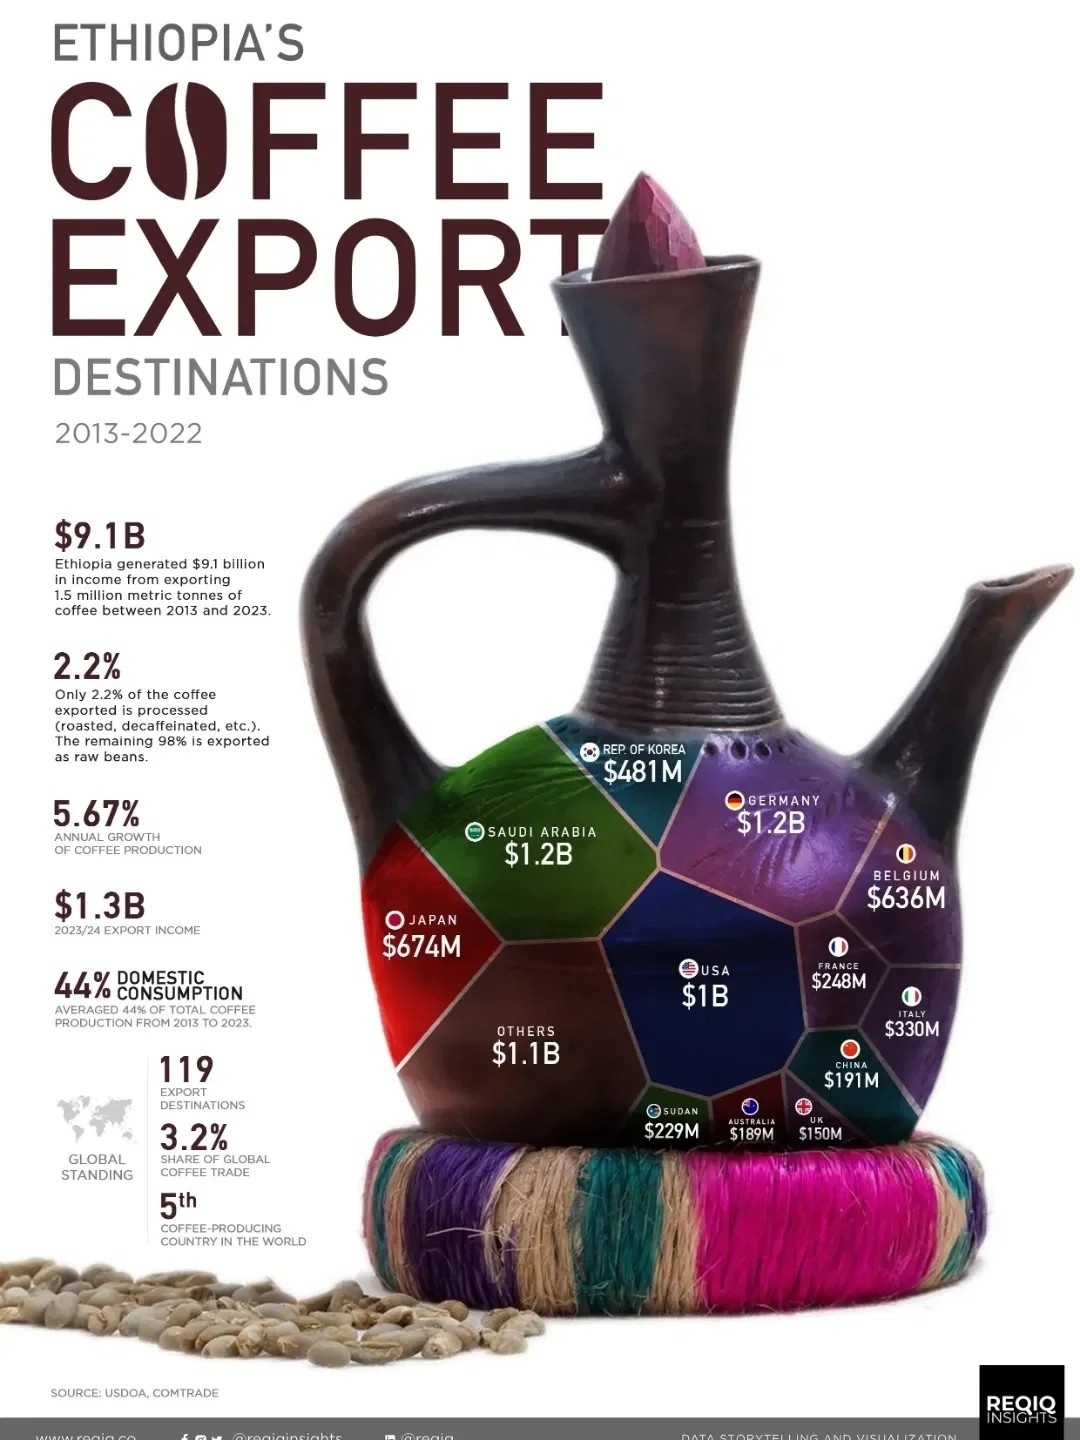 ETHIOPIA'S
COFFEE
EXPORT
DESTINATIONS
2013-2022
$9.1B
Ethiopia generated $9.1 billion
in income from exporting
1.5 million metric tonnes of
coffee between 2013 and 2023.
2.2%
Only 2.2% of the coffee
exported is processed
(roasted, decaffeinated, etc.).
The remaining 98% is exported
as raw beans.
5.67%
ANNUAL GROWTH
OF COFFEE PRODUCTION
$1.3B
2023/24 EXPORT INCOME
44% DOMESTIC
CONSUMPTION
AVERAGED 44% OF TOTAL COFFEE
PRODUCTION FROM 2013 TO 2023.
GLOBAL
STANDING
119
EXPORT
DESTINATIONS
3.2%
SHARE OF GLOBAL
COFFEE TRADE
5th
COFFEE-PRODUCING
COUNTRY IN THE WORLD
REP. OF KOREA
$481M
SAUDI ARABIA
$1.2B
GERMANY
$1.2B
BELGIUM
$636M
JAPAN
$674M
USA
$1B
FRANCE
$248M
ITALY
$330M
OTHERS
$1.1B
CHINA
$191M
SUDAN
$229M
AUSTRALIA
$189M
UK
$150M
SOURCE: USDOA, COMTRADE
REQIQ
INSIGHTS
www.reqiq.co @reqiqinsights @reqiq
DATA STORYTELLING AND VISUALIZATION